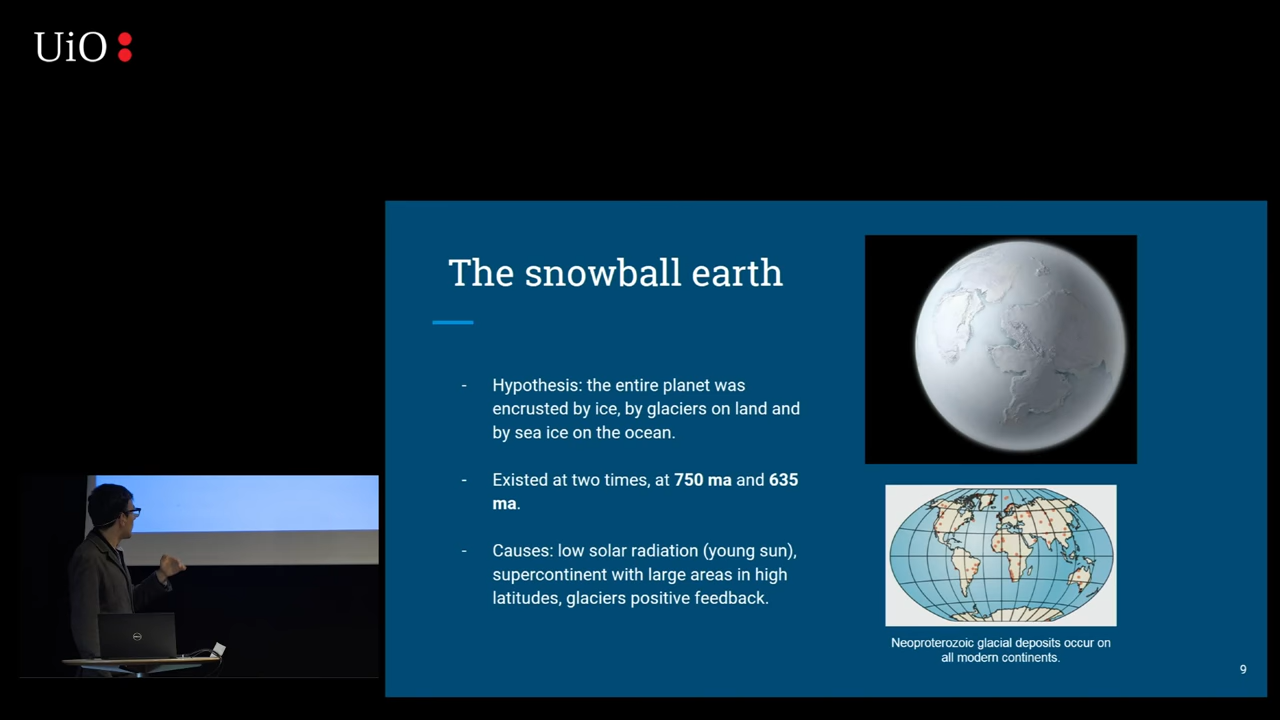 UiO
The snowball earth
- Hypothesis: the entire planet was
encrusted by ice, by glaciers on land and
by sea ice on the ocean.
- Existed at two times, at 750 ma and 635
ma.
- Causes: low solar radiation (young sun),
supercontinent with large areas in high
latitudes, glaciers positive feedback.
Neoproterozoic glacial deposits occur on
all modern continents.
9